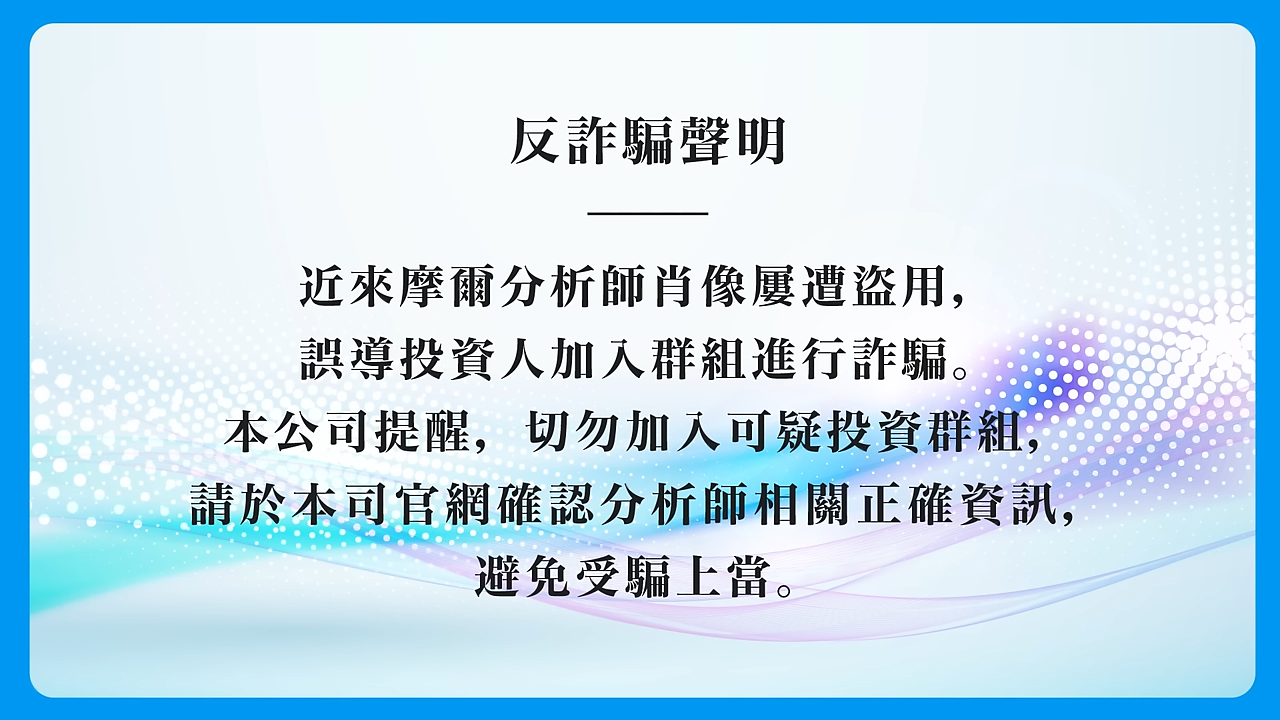 反詐騙聲明
近來摩爾分析師肖像屢遭盜用，
誤導投資人加入群組進行詐騙。
本公司提醒，切勿加入可疑投資群組，
請於本司官網確認分析師相關正確資訊，
避免受騙上當。